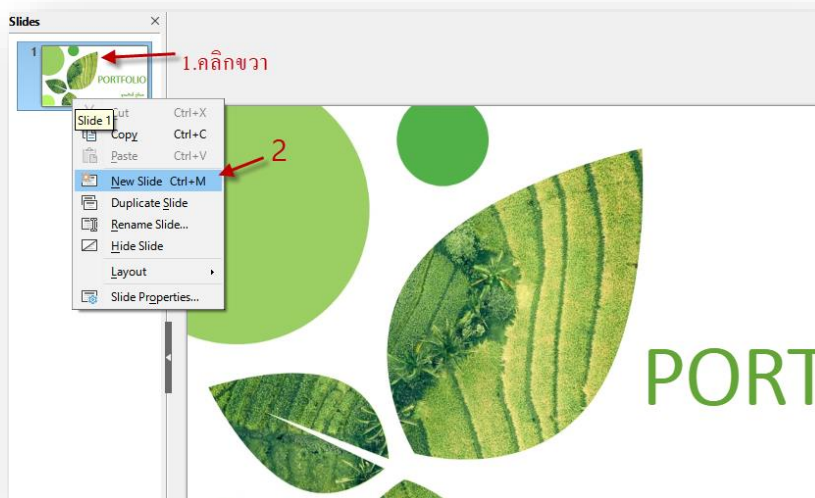 Slides ×
1
1.คลิกขวา
PORTFOLIO
Cut Ctrl+X
Slide 1
Copy Ctrl+C
Paste Ctrl+V
2
New Slide Ctrl+M
Duplicate Slide
Rename Slide...
Hide Slide
Layout
Slide Properties...
PORT